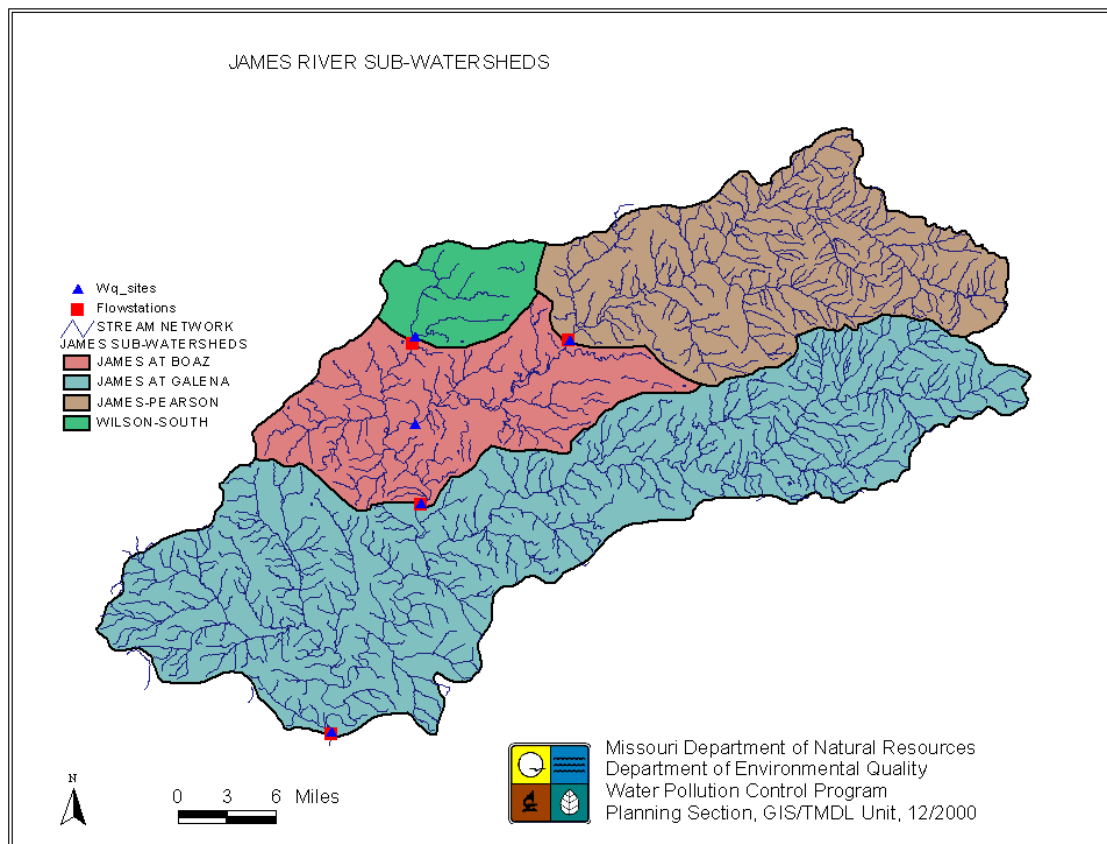 JAMES RIVER SUB-WATERSHEDS
Wq_sites
Flowstations
STREAM NETWORK
JAMES SUB-WATERSHEDS
JAMES AT BOAZ
JAMES AT GALENA
JAMES-PEARSON
WILSON-SOUTH
N
0 3 6 Miles
Missouri Department of Natural Resources
Department of Environmental Quality
Water Pollution Control Program
Planning Section, GIS/TMDL Unit, 12/2000